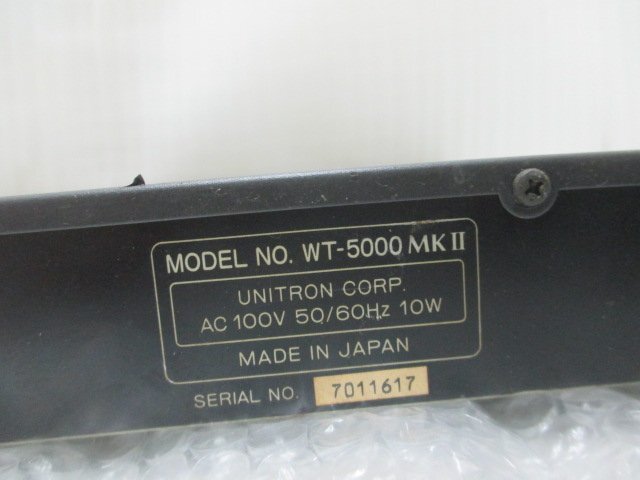 MODEL NO. WT-5000 MK II
UNITRON CORP.
AC 100V 50/60Hz 10W
MADE IN JAPAN
SERIAL NO. 7011617